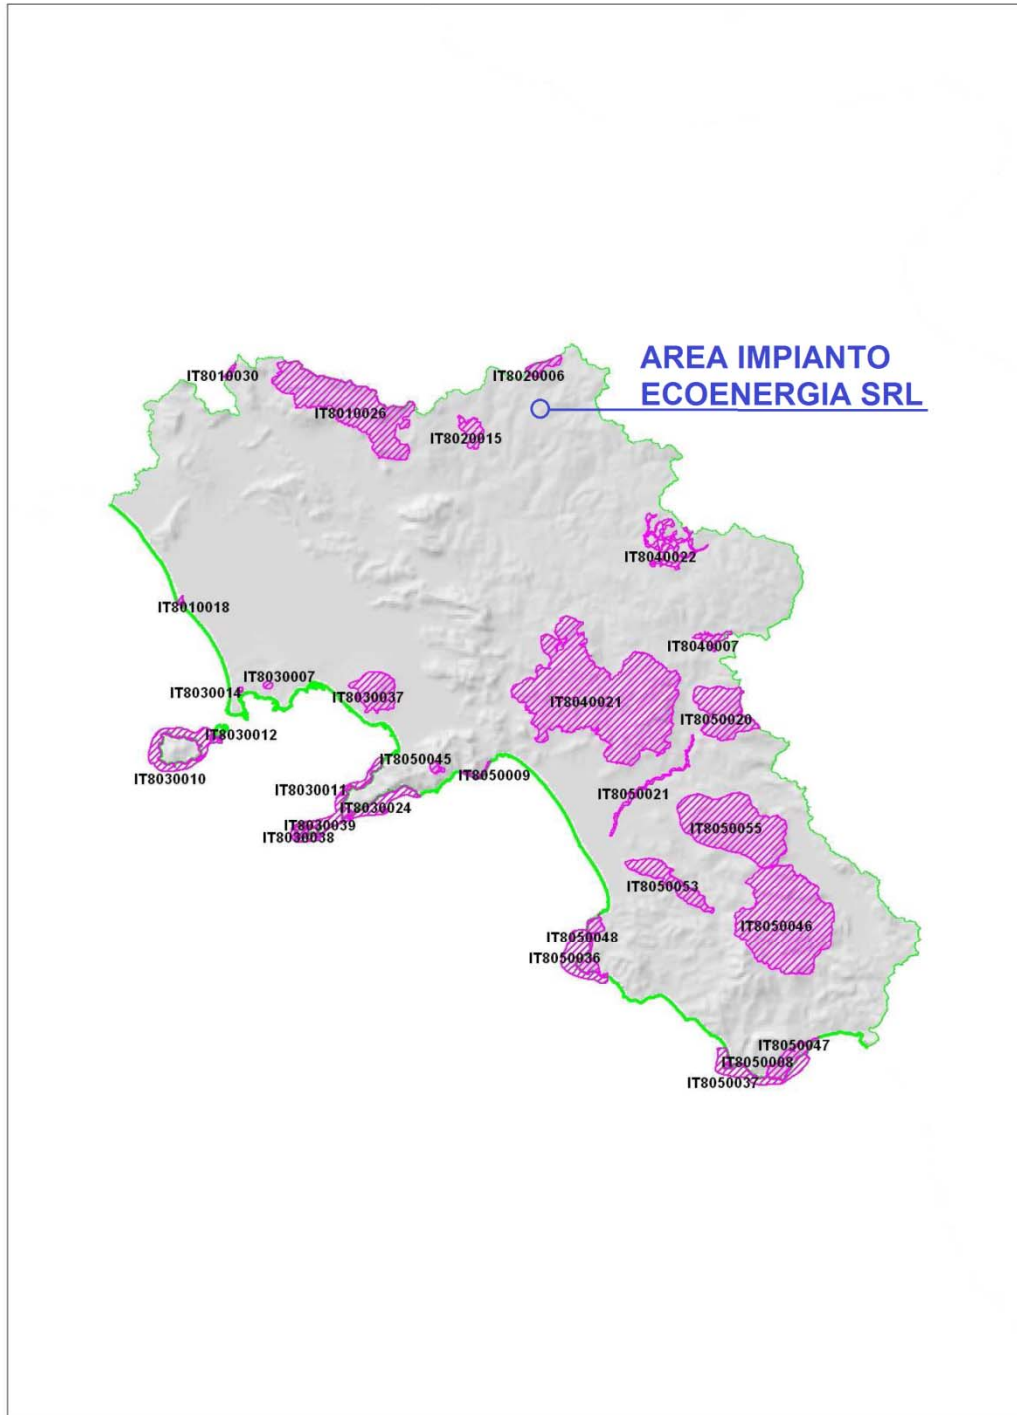 AREA IMPIANTO
ECOENERGIA SRL
IT8010030
IT8020006
IT8010026
IT8020015
IT8040022
IT8010018
IT8040007
IT8030007
IT8030014
IT8030037
IT8040021
IT8050020
IT8030012
IT8050045
IT8030010
IT8050009
IT8030011
IT8050021
IT8030024
IT8030039
IT8050055
IT8030038
IT8050053
IT8050046
IT8050048
IT8050036
IT8050047
IT8050008
IT8050037